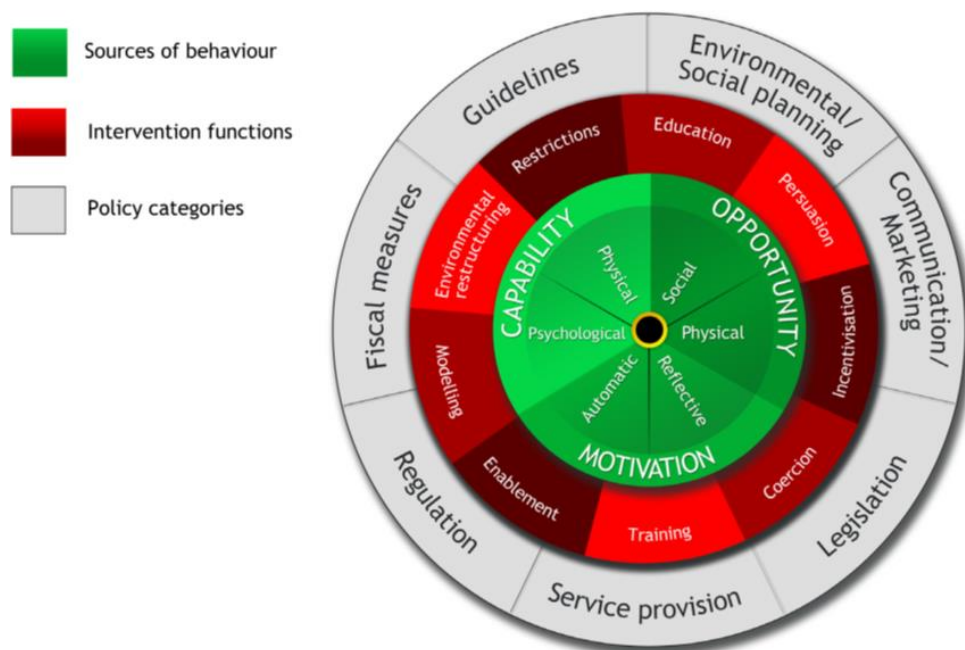 Sources of behaviour
Intervention functions
Policy categories
Guidelines
Environmental/
Social planning
Communication/
Marketing
Legislation
Service provision
Regulation
Fiscal measures
Restrictions
Education
Persuasion
Incentivisation
Coercion
Training
Enablement
Modelling
Environmental
restructuring
CAPABILITY
OPPORTUNITY
MOTIVATION
Physical
Social
Physical
Reflective
Automatic
Psychological